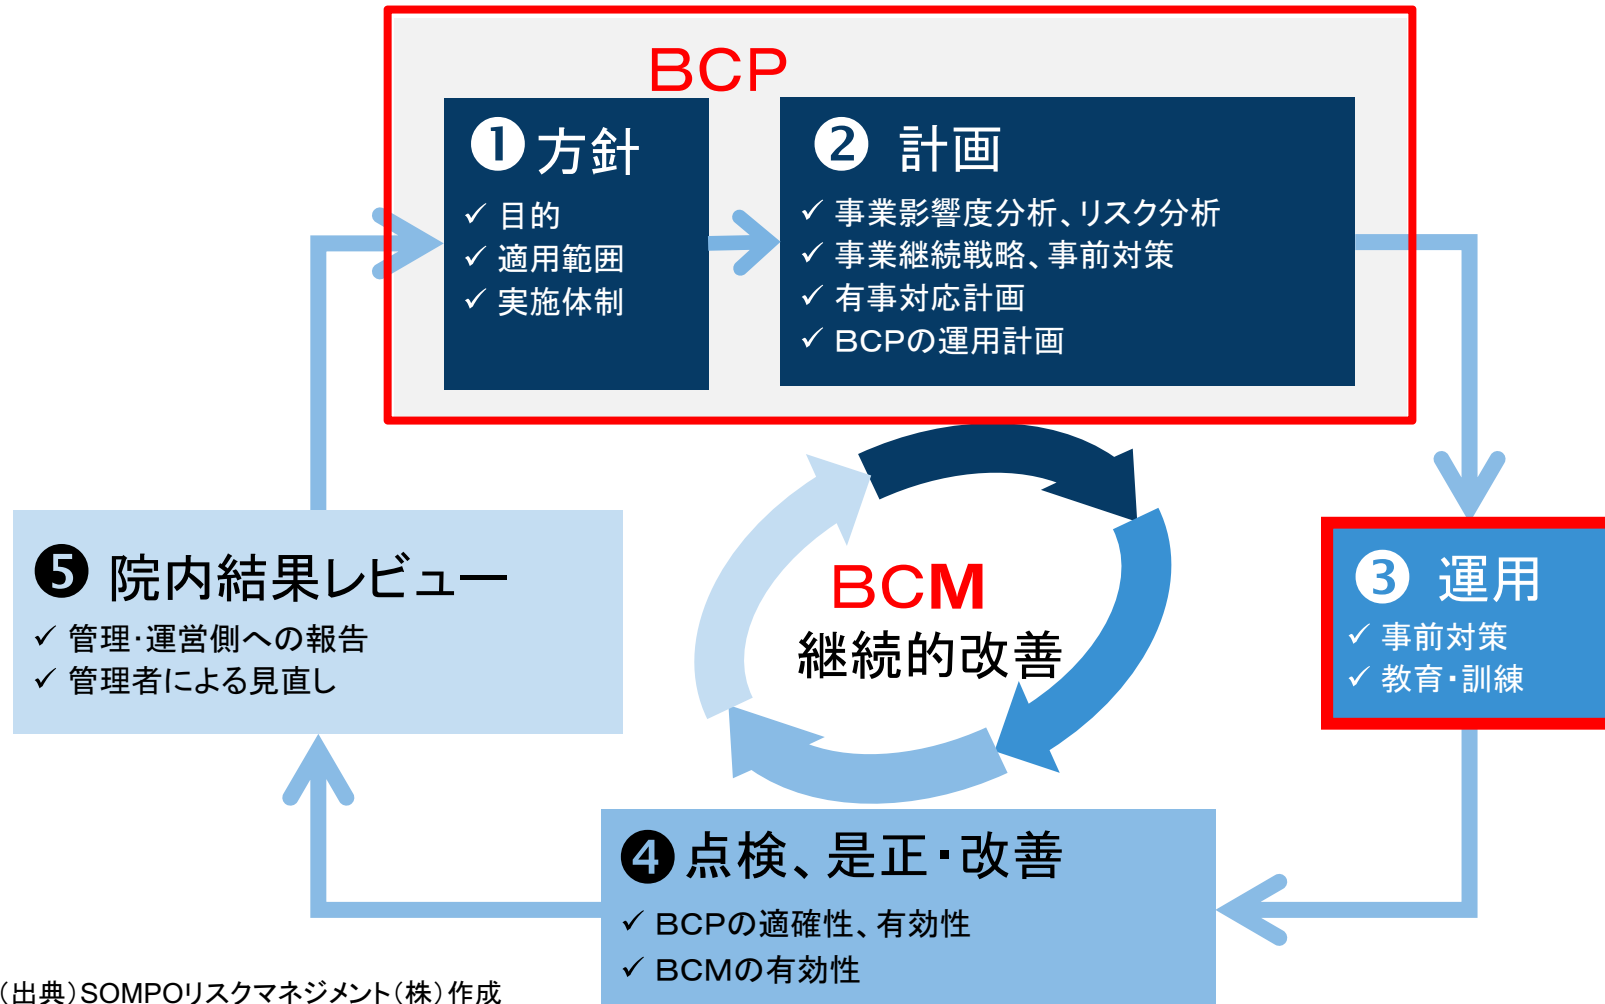 BCP
❶方針
✓ 目的
✓ 適用範囲
✓ 実施体制
❷ 計画
✓ 事業影響度分析、リスク分析
✓ 事業継続戦略、事前対策
✓ 有事対応計画
✓ BCPの運用計画
❸ 運用
✓ 事前対策
✓ 教育・訓練
BCM
継続的改善
❹点検、是正・改善
✓ BCPの適確性、有効性
✓ BCMの有効性
❺ 院内結果レビュー
✓ 管理・運営側への報告
✓ 管理者による見直し
(出典)SOMPOリスクマネジメント(株)作成